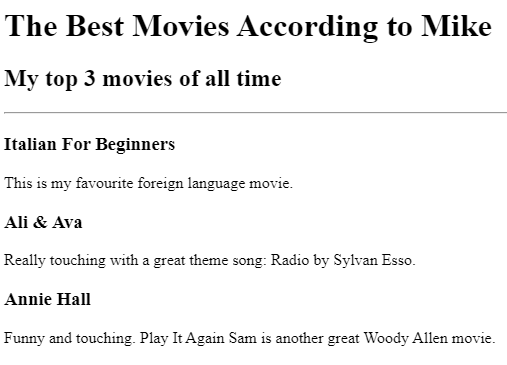 The Best Movies According to Mike
My top 3 movies of all time
Italian For Beginners
This is my favourite foreign language movie.
Ali & Ava
Really touching with a great theme song: Radio by Sylvan Esso.
Annie Hall
Funny and touching. Play It Again Sam is another great Woody Allen movie.